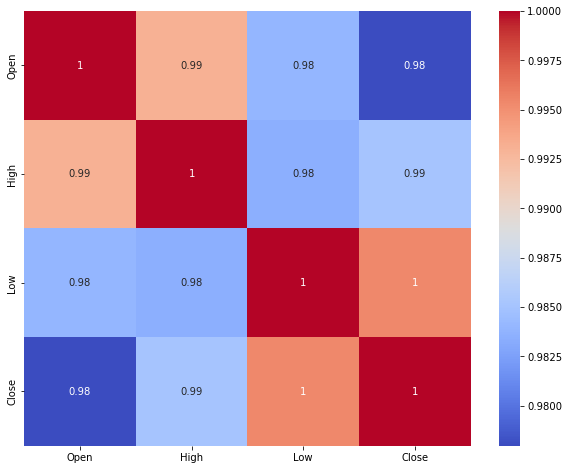 Open 1 0.99 0.98 0.98
High 0.99 1 0.98 0.99
Low 0.98 0.98 1 1
Close 0.98 0.99 1 1
Open High Low Close
1.0000
0.9975
0.9950
0.9925
0.9900
0.9875
0.9850
0.9825
0.9800